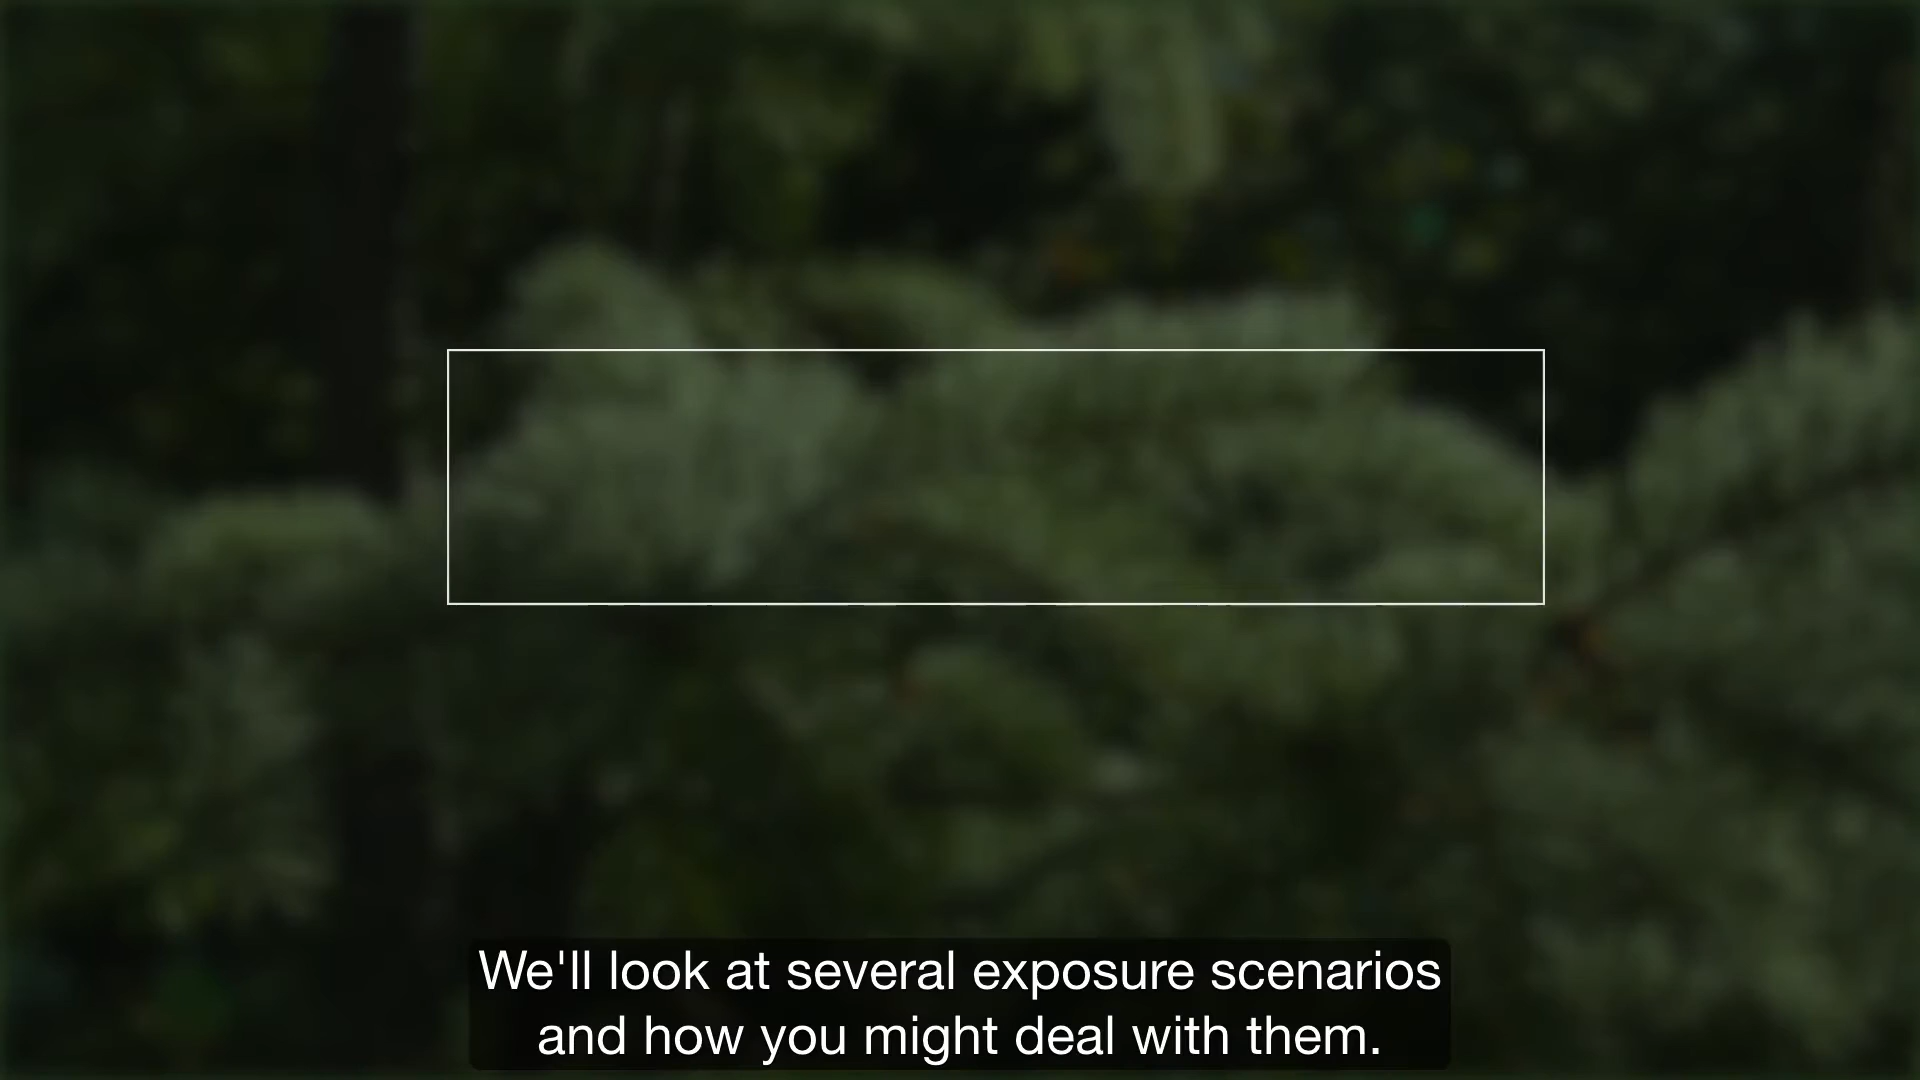 We'll look at several exposure scenarios
and how you might deal with them.